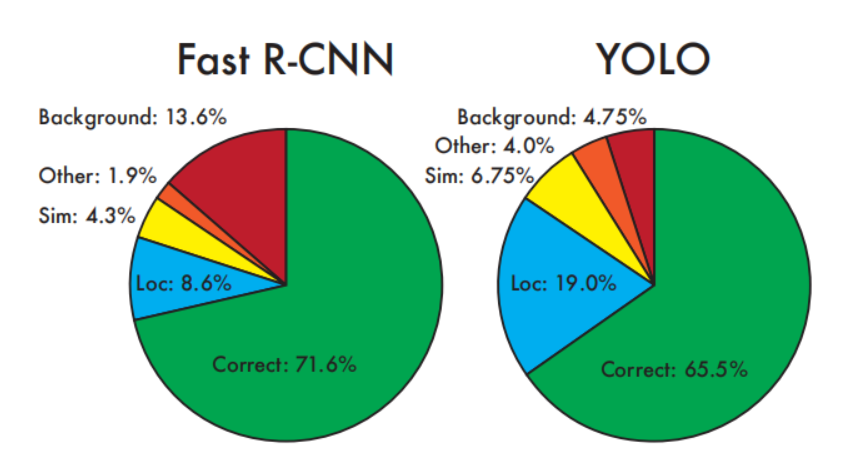 Fast R-CNN
Background: 13.6%
Other: 1.9%
Sim: 4.3%
Loc: 8.6%
Correct: 71.6%
YOLO
Background: 4.75%
Other: 4.0%
Sim: 6.75%
Loc: 19.0%
Correct: 65.5%